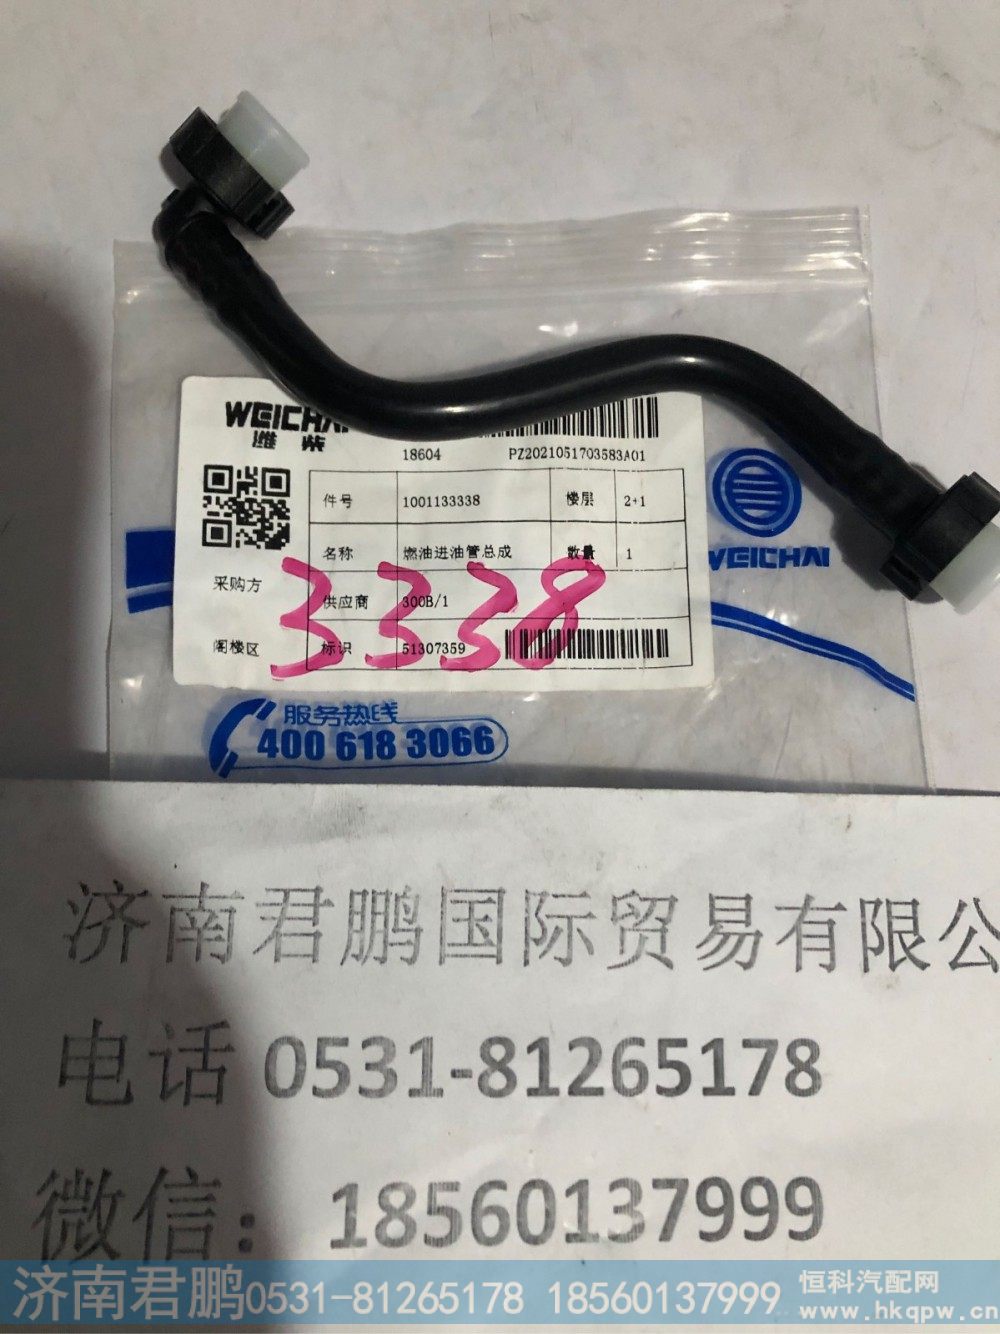 WEICHAI
潍 柴
18604 PZ2021051703583A01
件号 1001133338 楼层 2+1
名称 燃油进油管总成 数量 1
采购方
供应商 300B/1
阁楼区
标识 51307359
3338
WEICHAI
服务热线
400 618 3066
济南君鹏国际贸易有限公
电话 0531-81265178
微信： 18560137999
济南君鹏0531-81265178 18560137999
恒科汽配网
www.hkqpw.cn